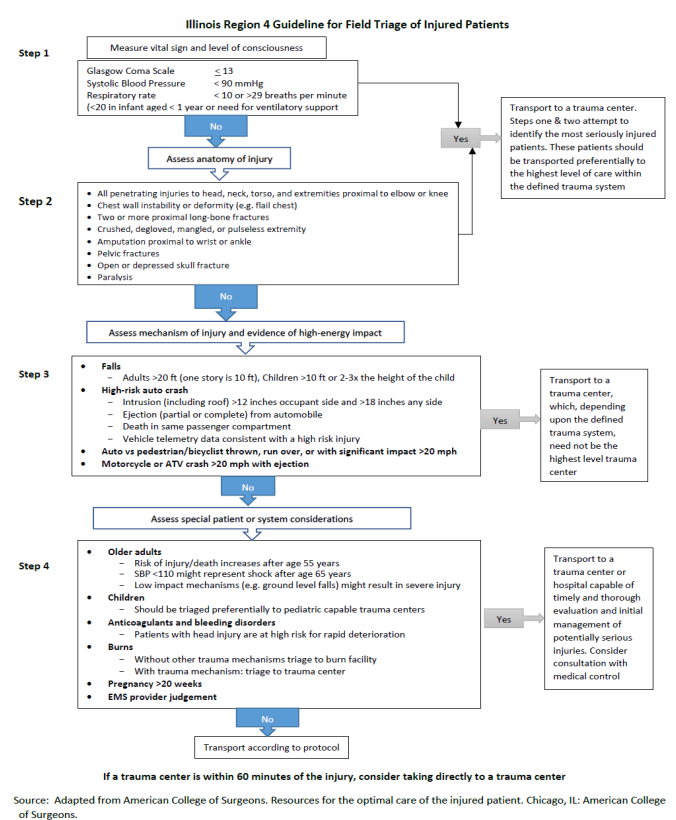 Illinois Region 4 Guideline for Field Triage of Injured Patients
Step 1
Measure vital sign and level of consciousness
Glasgow Coma Scale < 13
Systolic Blood Pressure < 90 mmHg
Respiratory rate < 10 or >29 breaths per minute
(<20 in infant aged < 1 year or need for ventilatory support
No
Yes
Transport to a trauma center.
Steps one & two attempt to
identify the most seriously injured
patients. These patients should
be transported preferentially to
the highest level of care within
the defined trauma system
Assess anatomy of injury
Step 2
• All penetrating injuries to head, neck, torso, and extremities proximal to elbow or knee
• Chest wall instability or deformity (e.g. flail chest)
• Two or more proximal long-bone fractures
• Crushed, degloved, mangled, or pulseless extremity
• Amputation proximal to wrist or ankle
• Pelvic fractures
• Open or depressed skull fracture
• Paralysis
No
Assess mechanism of injury and evidence of high-energy impact
Step 3
• Falls
– Adults >20 ft (one story is 10 ft), Children >10 ft or 2-3x the height of the child
• High-risk auto crash
– Intrusion (including roof) >12 inches occupant side and >18 inches any side
– Ejection (partial or complete) from automobile
– Death in same passenger compartment
– Vehicle telemetry data consistent with a high risk injury
• Auto vs pedestrian/bicyclist thrown, run over, or with significant impact >20 mph
• Motorcycle or ATV crash >20 mph with ejection
Yes
Transport to a
trauma center,
which, depending
upon the defined
trauma system,
need not be the
highest level trauma
center
No
Assess special patient or system considerations
Step 4
• Older adults
– Risk of injury/death increases after age 55 years
– SBP <110 might represent shock after age 65 years
– Low impact mechanisms (e.g. ground level falls) might result in severe injury
• Children
– Should be triaged preferentially to pediatric capable trauma centers
• Anticoagulants and bleeding disorders
– Patients with head injury are at high risk for rapid deterioration
• Burns
– Without other trauma mechanisms triage to burn facility
– With trauma mechanism: triage to trauma center
• Pregnancy >20 weeks
• EMS provider judgement
Yes
Transport to a
trauma center or
hospital capable of
timely and thorough
evaluation and initial
management of
potentially serious
injuries. Consider
consultation with
medical control
No
Transport according to protocol
If a trauma center is within 60 minutes of the injury, consider taking directly to a trauma center
Source: Adapted from American College of Surgeons. Resources for the optimal care of the injured patient. Chicago, IL: American College
of Surgeons.